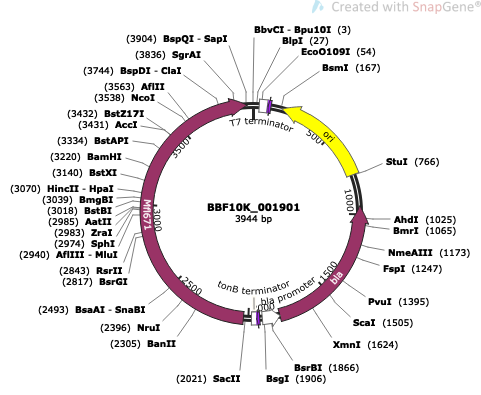 Created with SnapGene®
(3904) BspQI - SapI
(3836) SgrAI
(3744) BspDI - ClaI
(3563) AflII
(3538) NcoI
(3432) BstZ17I
(3431) AccI
(3334) BstAPI
(3220) BamHI
(3140) BstXI
(3070) HincII - HpaI
(3039) BmgBI
(3018) BstBI
(2985) AatII
(2983) ZraI
(2974) SphI
(2940) AflIII - MluI
(2843) RsrII
(2817) BsrGI
(2493) BsaAI - SnaBI
(2396) NruI
(2305) BanII
(2021) SacII
BbvCI - Bpu10I (3)
BlpI (27)
EcoO109I (54)
BsmI (167)
StuI (766)
AhdI (1025)
BmrI (1065)
NmeAIII (1173)
FspI (1247)
PvuI (1395)
ScaI (1505)
XmnI (1624)
BsrBI (1866)
BsgI (1906)
T7 terminator
ori
500
1000
1500
bla
bla promoter
tonB terminator
2500
3000
Mfl671
3500
BBF10K_001901
3944 bp